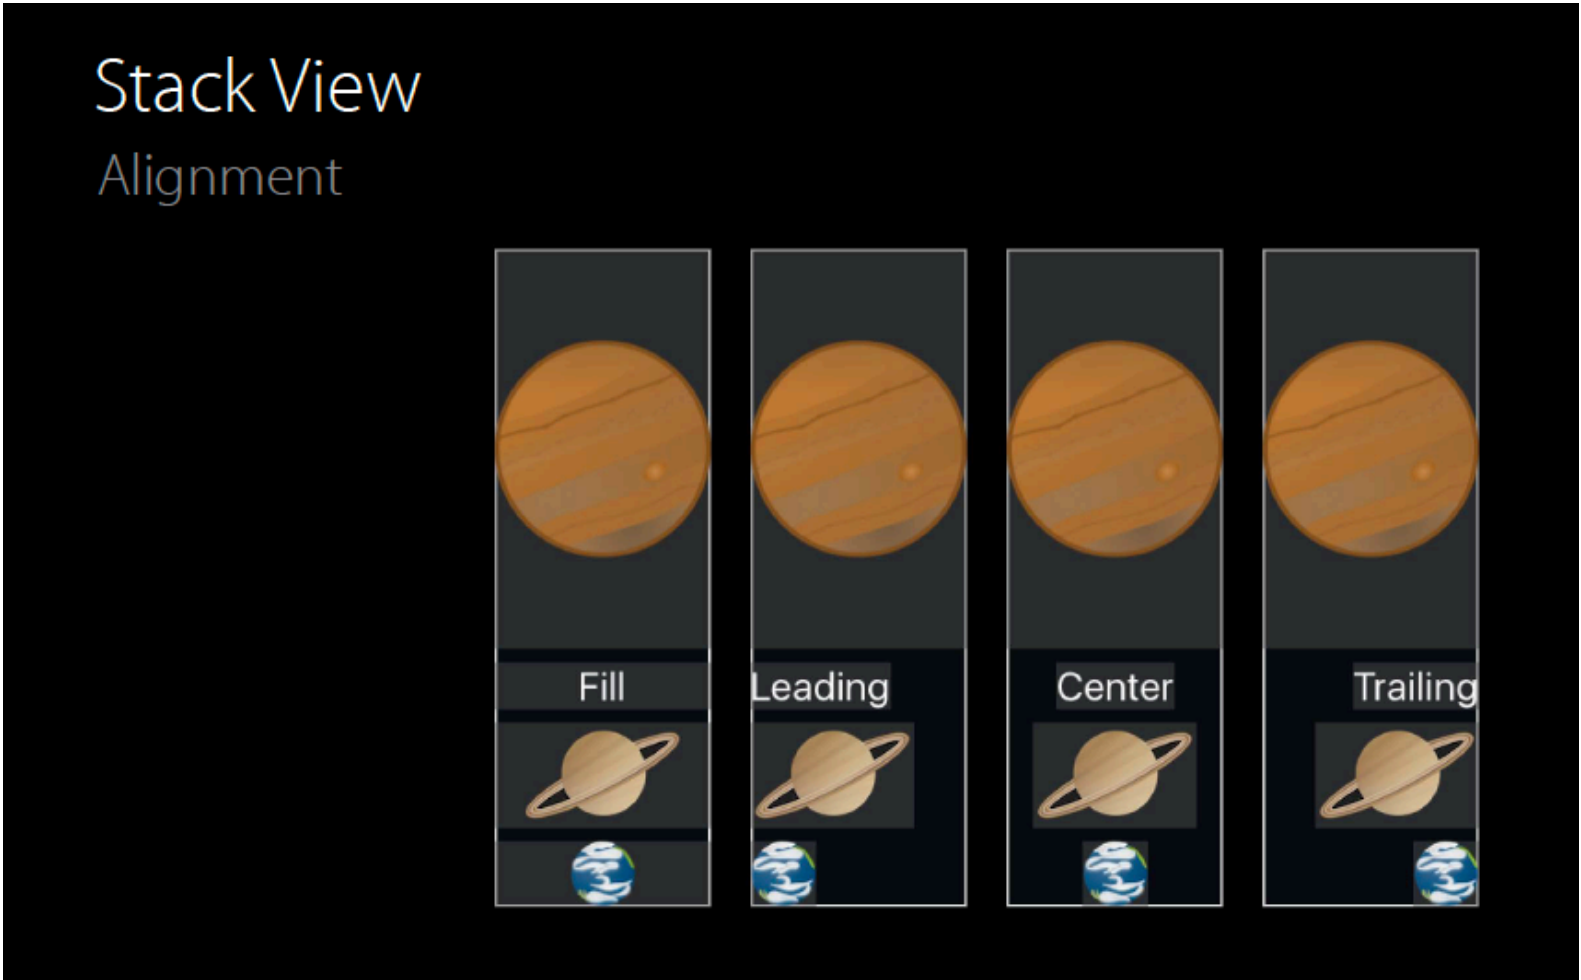 Stack View
Alignment
Fill
Leading
Center
Trailing